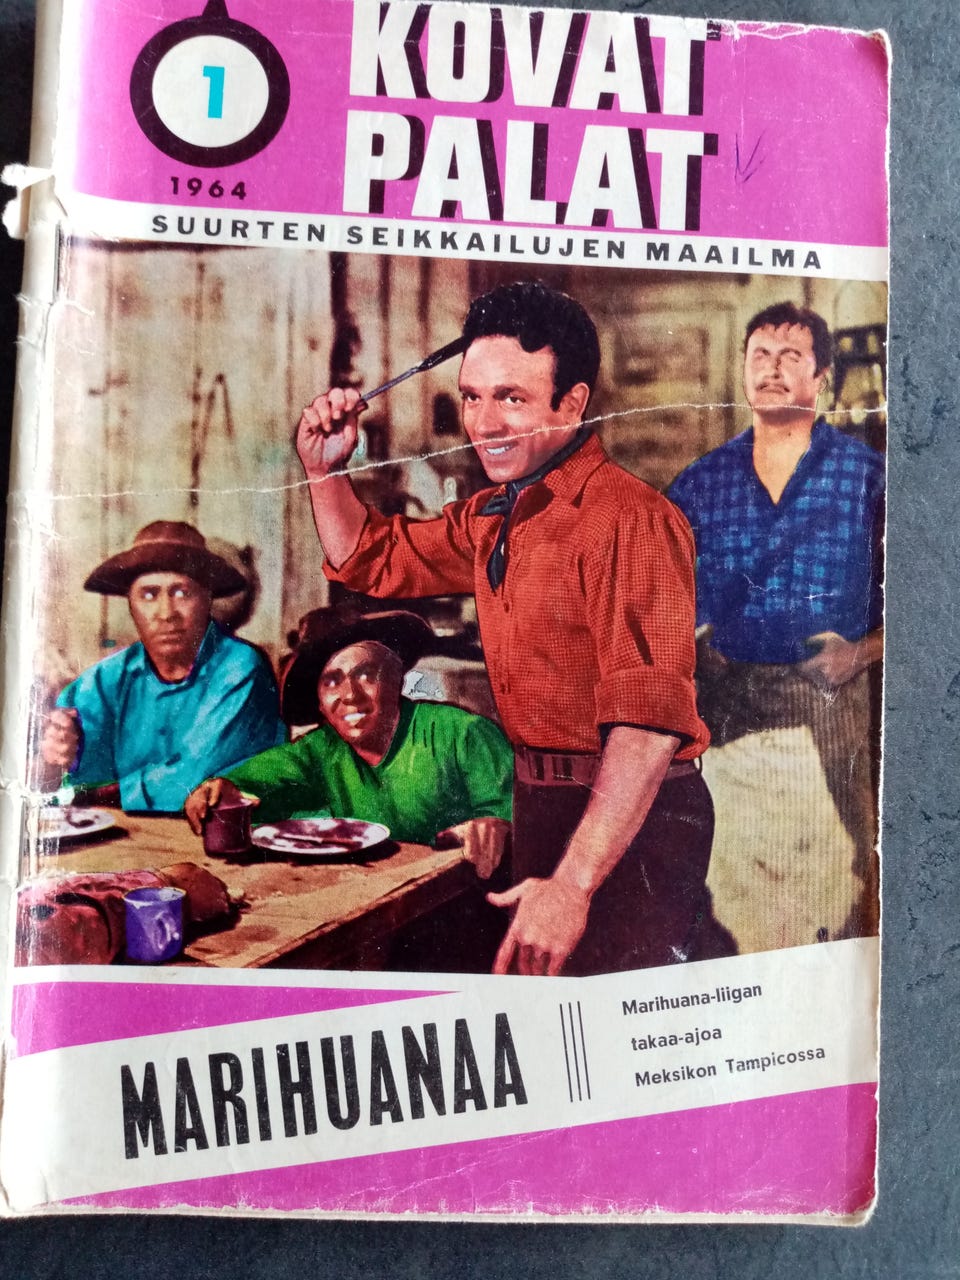 1
1964
KOVAT
PALAT
SUURTEN SEIKKAILUJEN MAAILMA
MARIHUANAA
Marihuana-liigan
takaa-ajoa
Meksikon Tampicossa